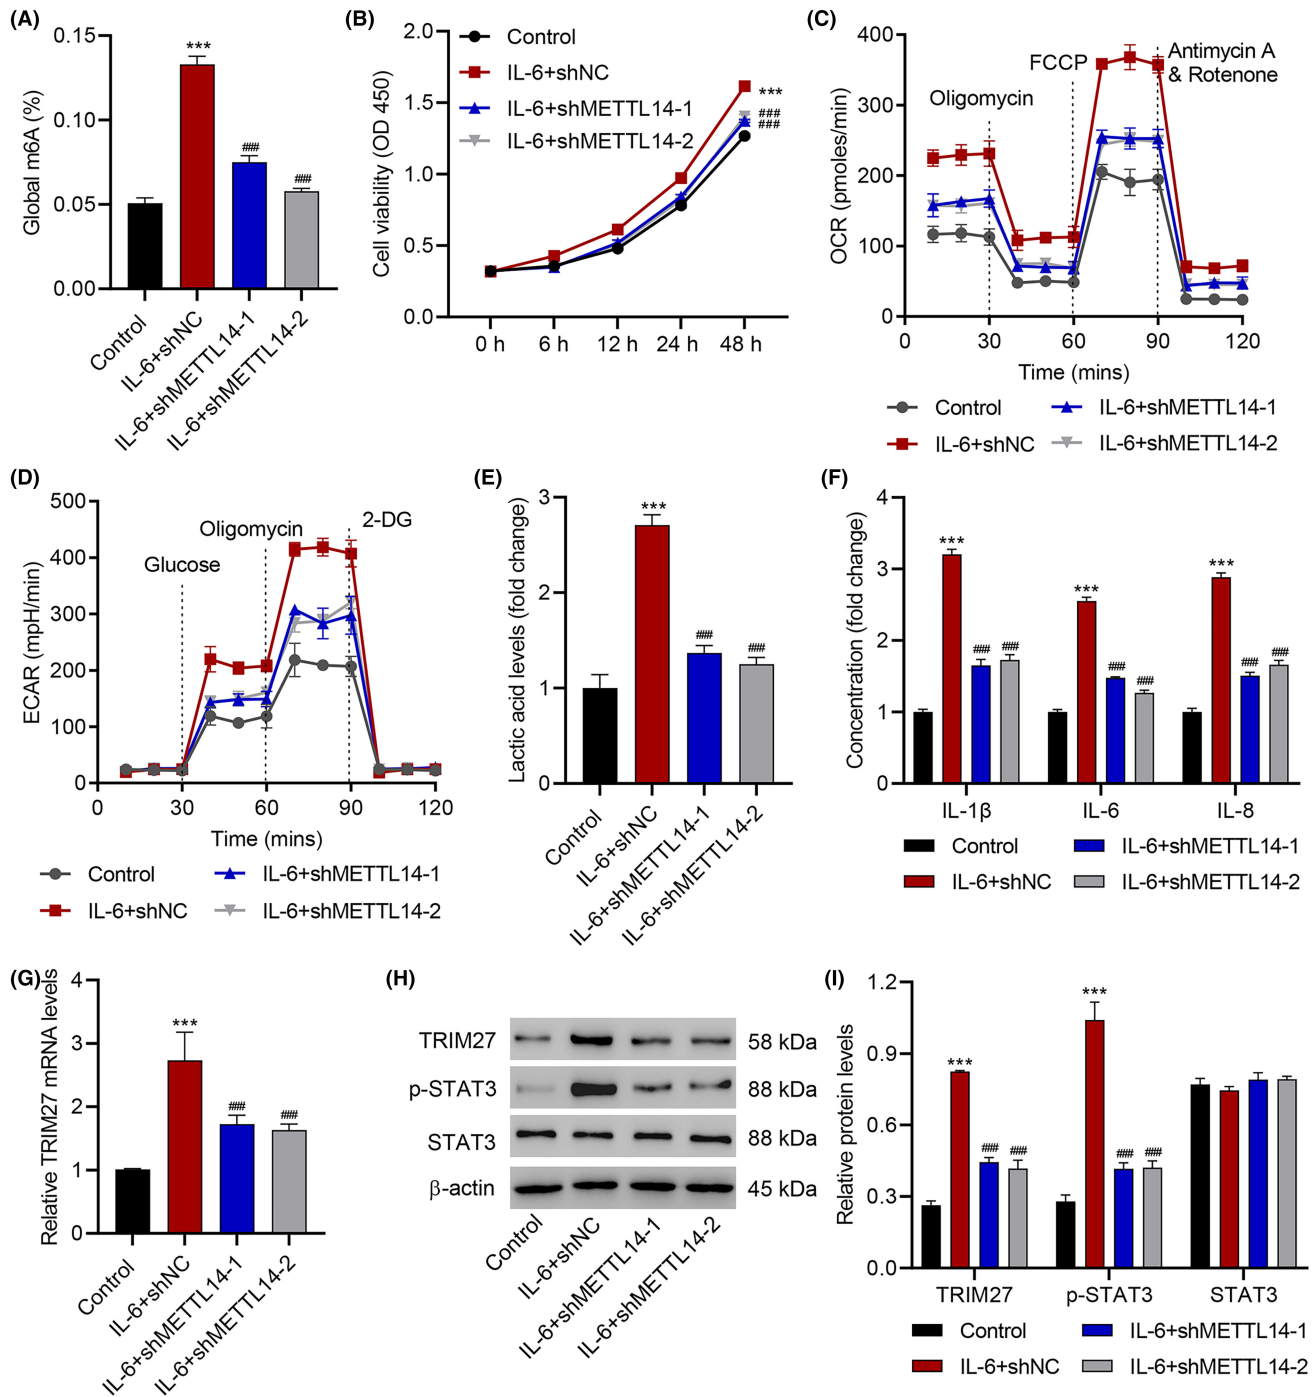 (A)
0.15
0.10
0.05
0.00
Global m6A (%)
***
###
###
Control
IL-6+shNC
IL-6+shMETTL14-1
IL-6+shMETTL14-2
(B)
2.0
1.5
1.0
0.5
0.0
Cell viability (OD 450)
Control
IL-6+shNC
IL-6+shMETTL14-1
IL-6+shMETTL14-2
***
###
###
0 h 6 h 12 h 24 h 48 h
(C)
400
300
200
100
0
OCR (pmoles/min)
Oligomycin
FCCP
Antimycin A
& Rotenone
0 30 60 90 120
Time (mins)
Control
IL-6+shNC
IL-6+shMETTL14-1
IL-6+shMETTL14-2
(D)
500
400
300
200
100
0
ECAR (mpH/min)
Glucose
Oligomycin
2-DG
0 30 60 90 120
Time (mins)
Control
IL-6+shNC
IL-6+shMETTL14-1
IL-6+shMETTL14-2
(E)
3
2
1
0
Lactic acid levels (fold change)
***
###
###
Control
IL-6+shNC
IL-6+shMETTL14-1
IL-6+shMETTL14-2
(F)
4
3
2
1
0
Concentration (fold change)
***
###
###
***
###
###
***
###
###
IL-1β IL-6 IL-8
Control
IL-6+shNC
IL-6+shMETTL14-1
IL-6+shMETTL14-2
(G)
4
3
2
1
0
Relative TRIM27 mRNA levels
***
###
###
Control
IL-6+shNC
IL-6+shMETTL14-1
IL-6+shMETTL14-2
(H)
TRIM27 58 kDa
p-STAT3 88 kDa
STAT3 88 kDa
β-actin 45 kDa
Control
IL-6+shNC
IL-6+shMETTL14-1
IL-6+shMETTL14-2
(I)
1.2
0.9
0.6
0.3
0.0
Relative protein levels
***
###
###
***
###
###
TRIM27 p-STAT3 STAT3
Control
IL-6+shNC
IL-6+shMETTL14-1
IL-6+shMETTL14-2